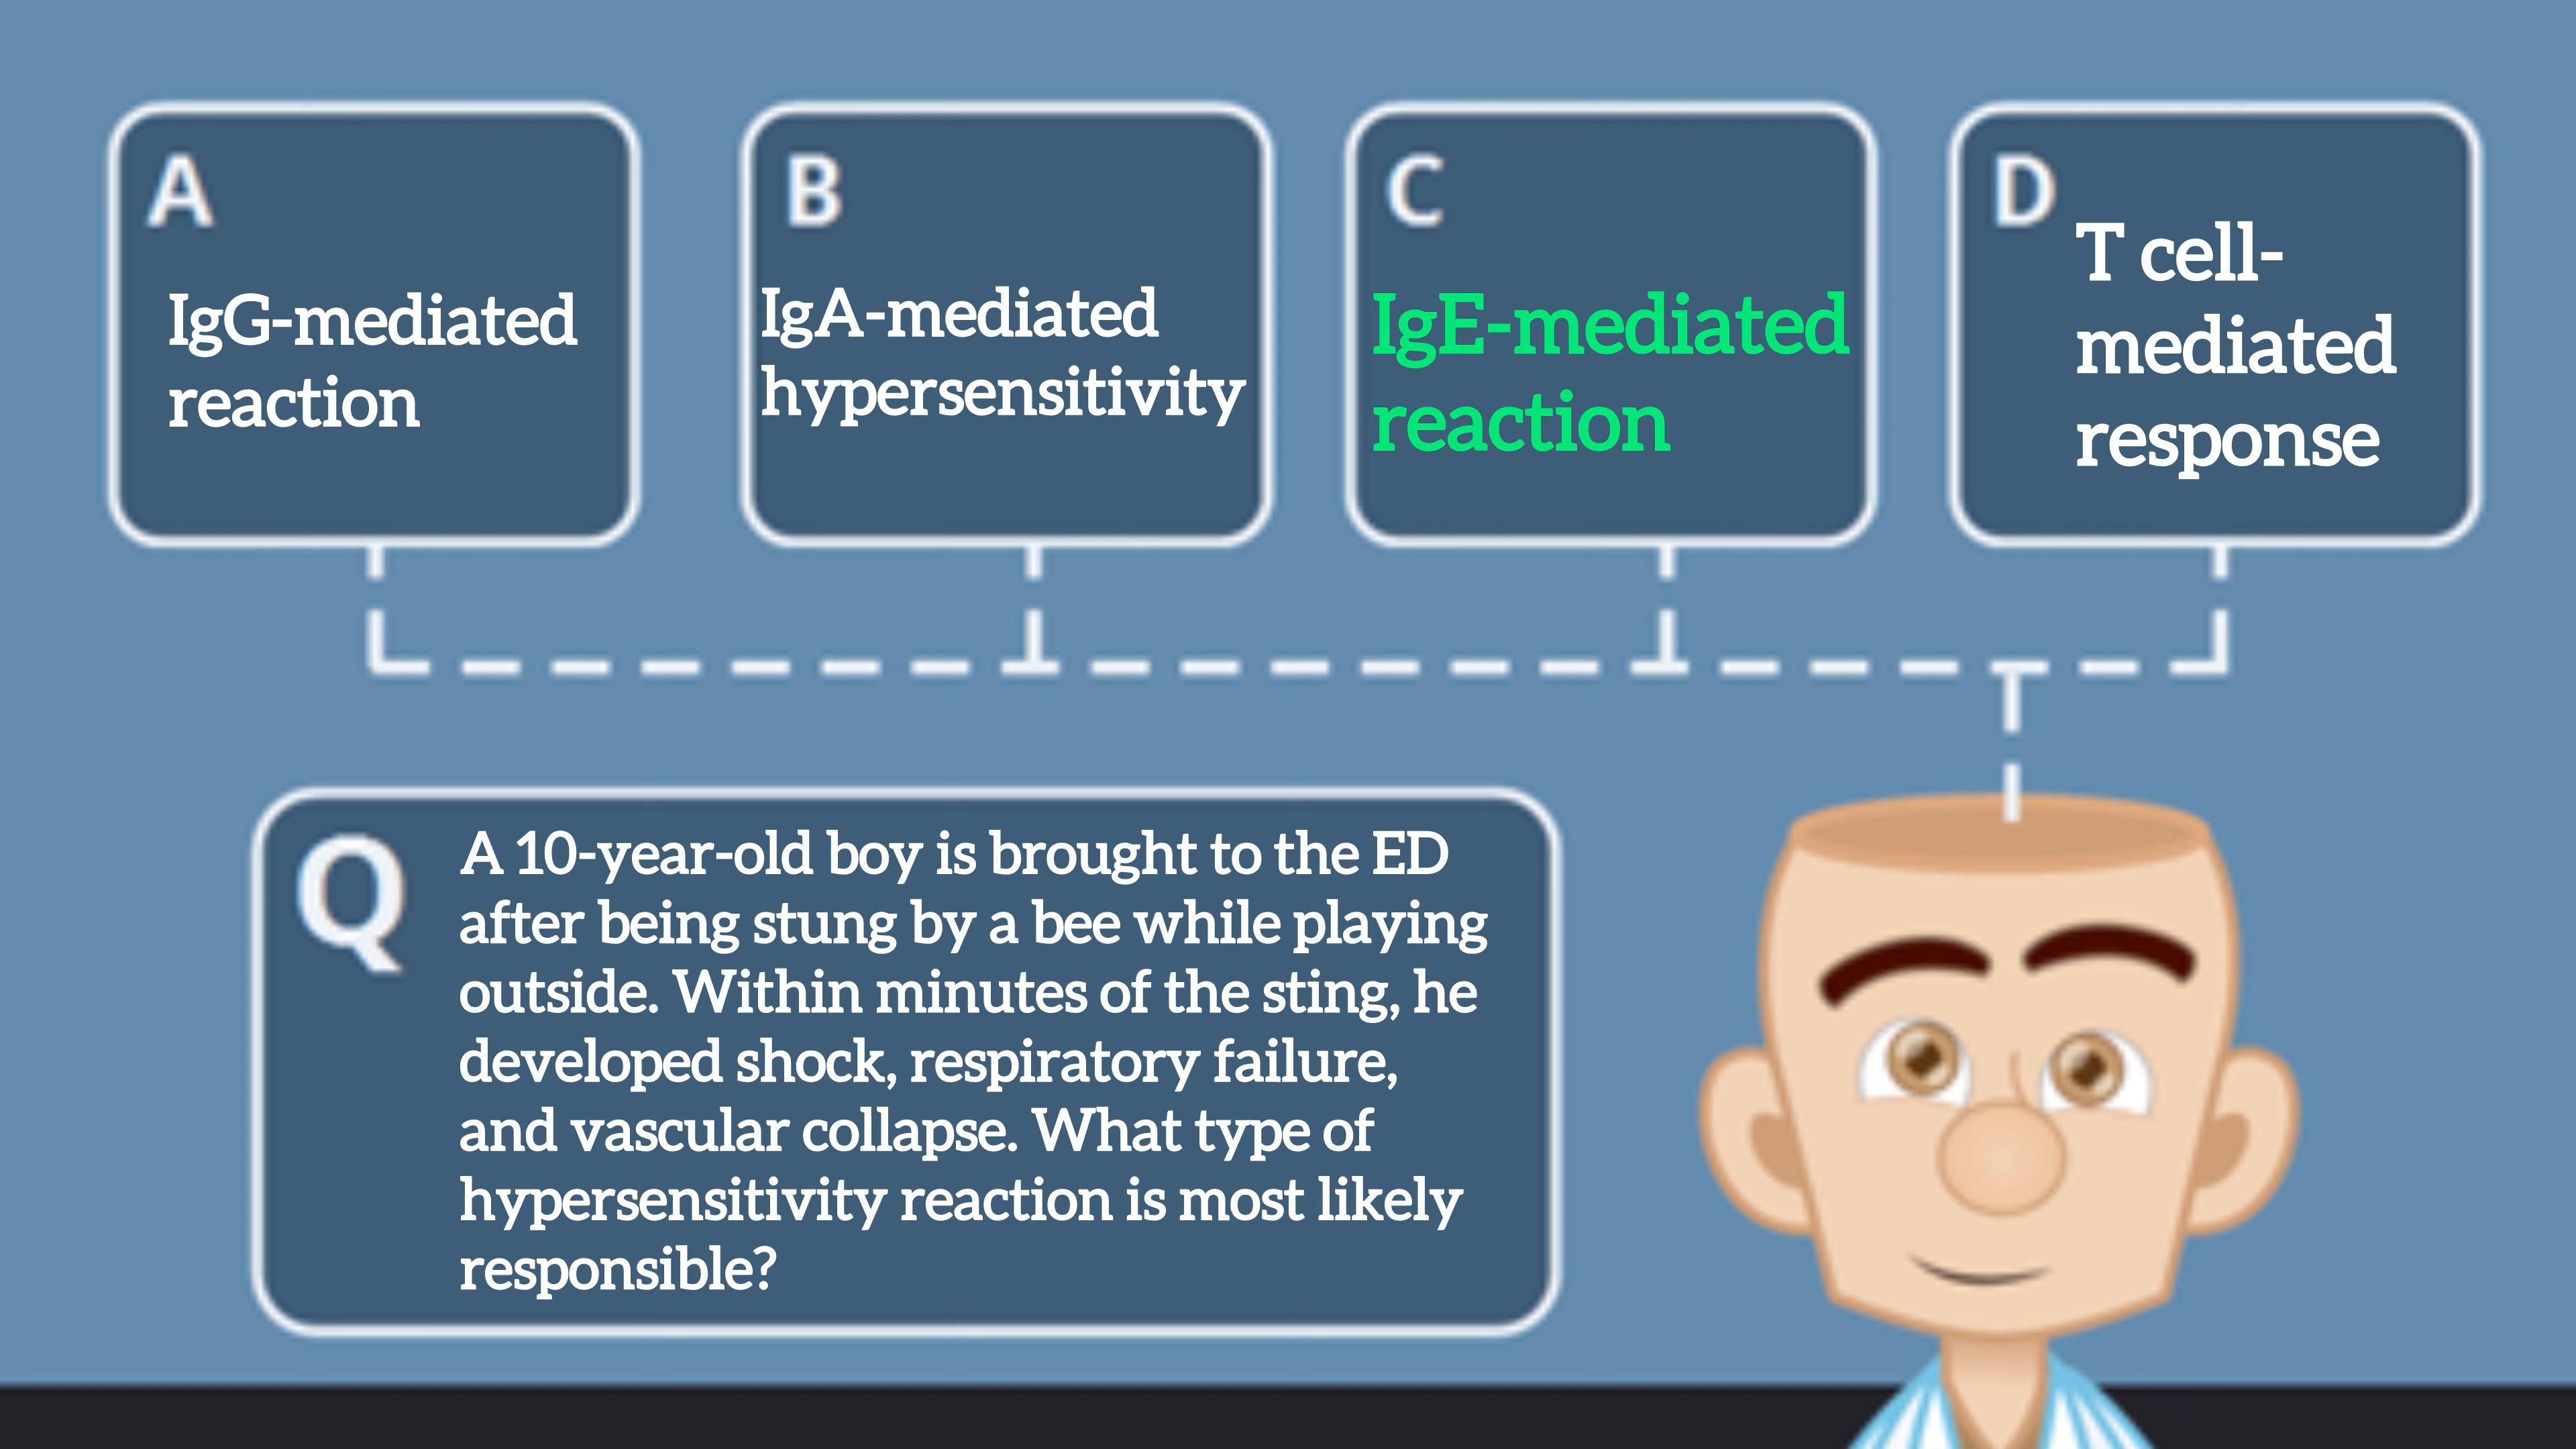 A
IgG-mediated
reaction
B
IgA-mediated
hypersensitivity
C
IgE-mediated
reaction
D
T cell-
mediated
response
Q
A 10-year-old boy is brought to the ED
after being stung by a bee while playing
outside. Within minutes of the sting, he
developed shock, respiratory failure,
and vascular collapse. What type of
hypersensitivity reaction is most likely
responsible?